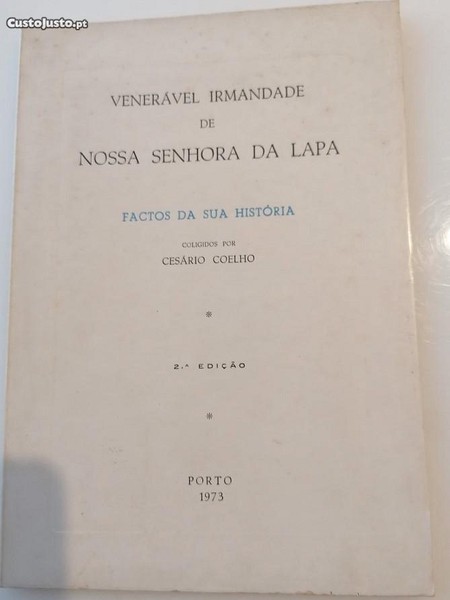 CustoJusto.pt
VENERÁVEL IRMANDADE
DE
NOSSA SENHORA DA LAPA
FACTOS DA SUA HISTÓRIA
COLIGIDOS POR
CESÁRIO COELHO
*
2.ª EDIÇÃO
*
PORTO
1973